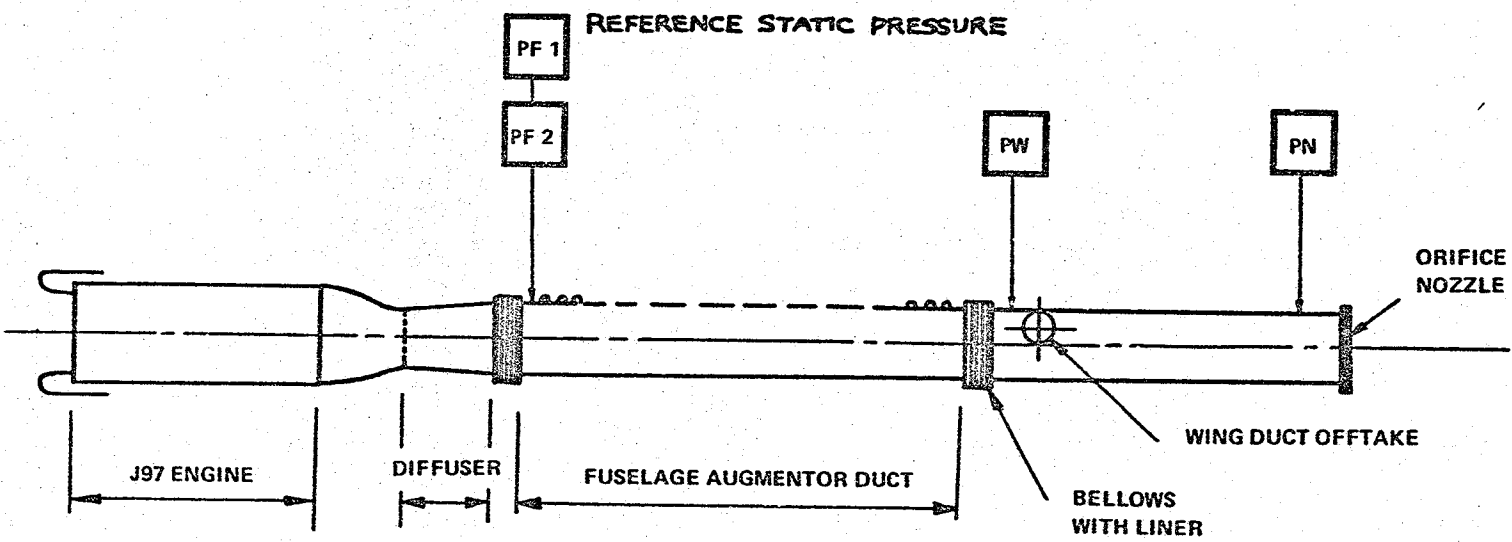 REFERENCE STATIC PRESSURE
PF 1
PF 2
PW
PN
ORIFICE
NOZZLE
WING DUCT OFFTAKE
J97 ENGINE
DIFFUSER
FUSELAGE AUGMENTOR DUCT
BELLOWS
WITH LINER